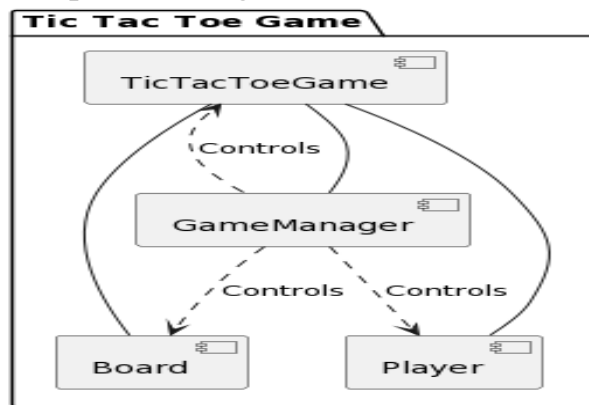 Tic Tac Toe Game
TicTacToeGame
Controls
GameManager
Controls
Controls
Board
Player